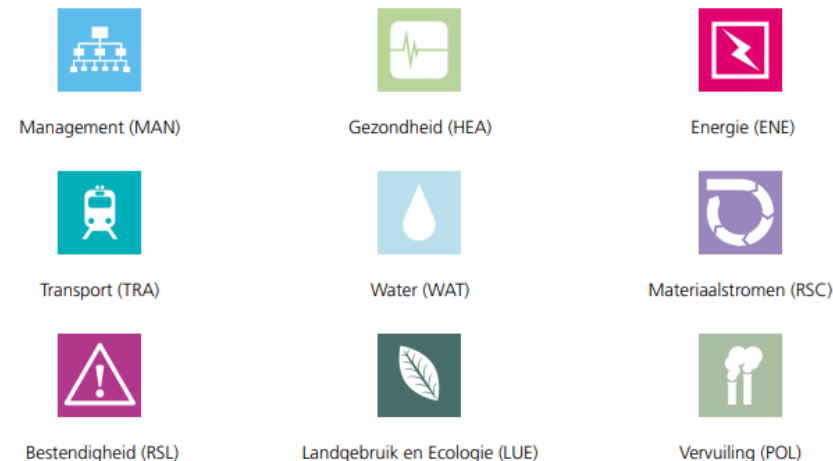 Management (MAN)
Gezondheid (HEA)
Energie (ENE)
Transport (TRA)
Water (WAT)
Materiaalstromen (RSC)
Bestendigheid (RSL)
Landgebruik en Ecologie (LUE)
Vervuiling (POL)